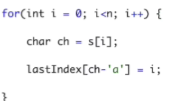 for(int i = 0; i<n; i++) {
char ch = s[i];
lastIndex[ch-'a'] = i;
}